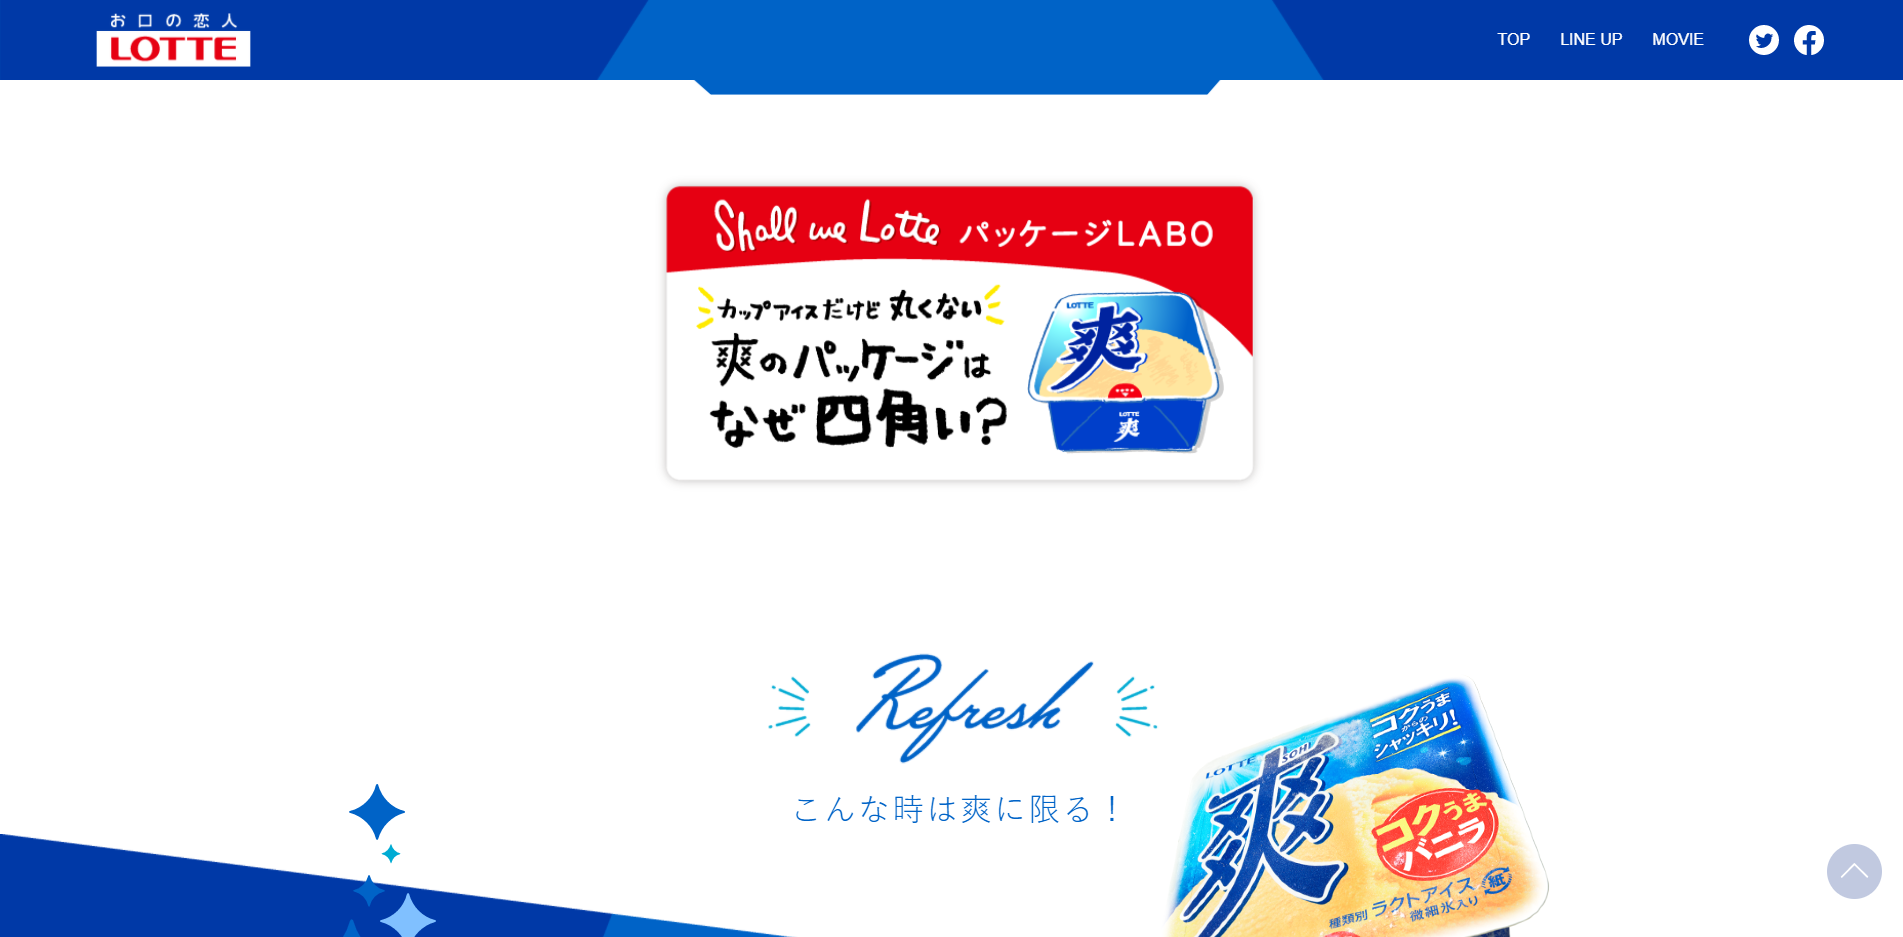 お口の恋人
LOTTE
TOP LINE UP MOVIE
Shall we Lotte パッケージLABO
カップアイスだけど 丸くない
爽のパッケージは
なぜ四角い?
LOTTE
爽
LOTTE
爽
Refresh
こんな時は爽に限る！
コクうま
からの
シャッキリ!
LOTTE
SOH
爽
コクうま
バニラ
種類別 ラクトアイス
微細氷入り
紙